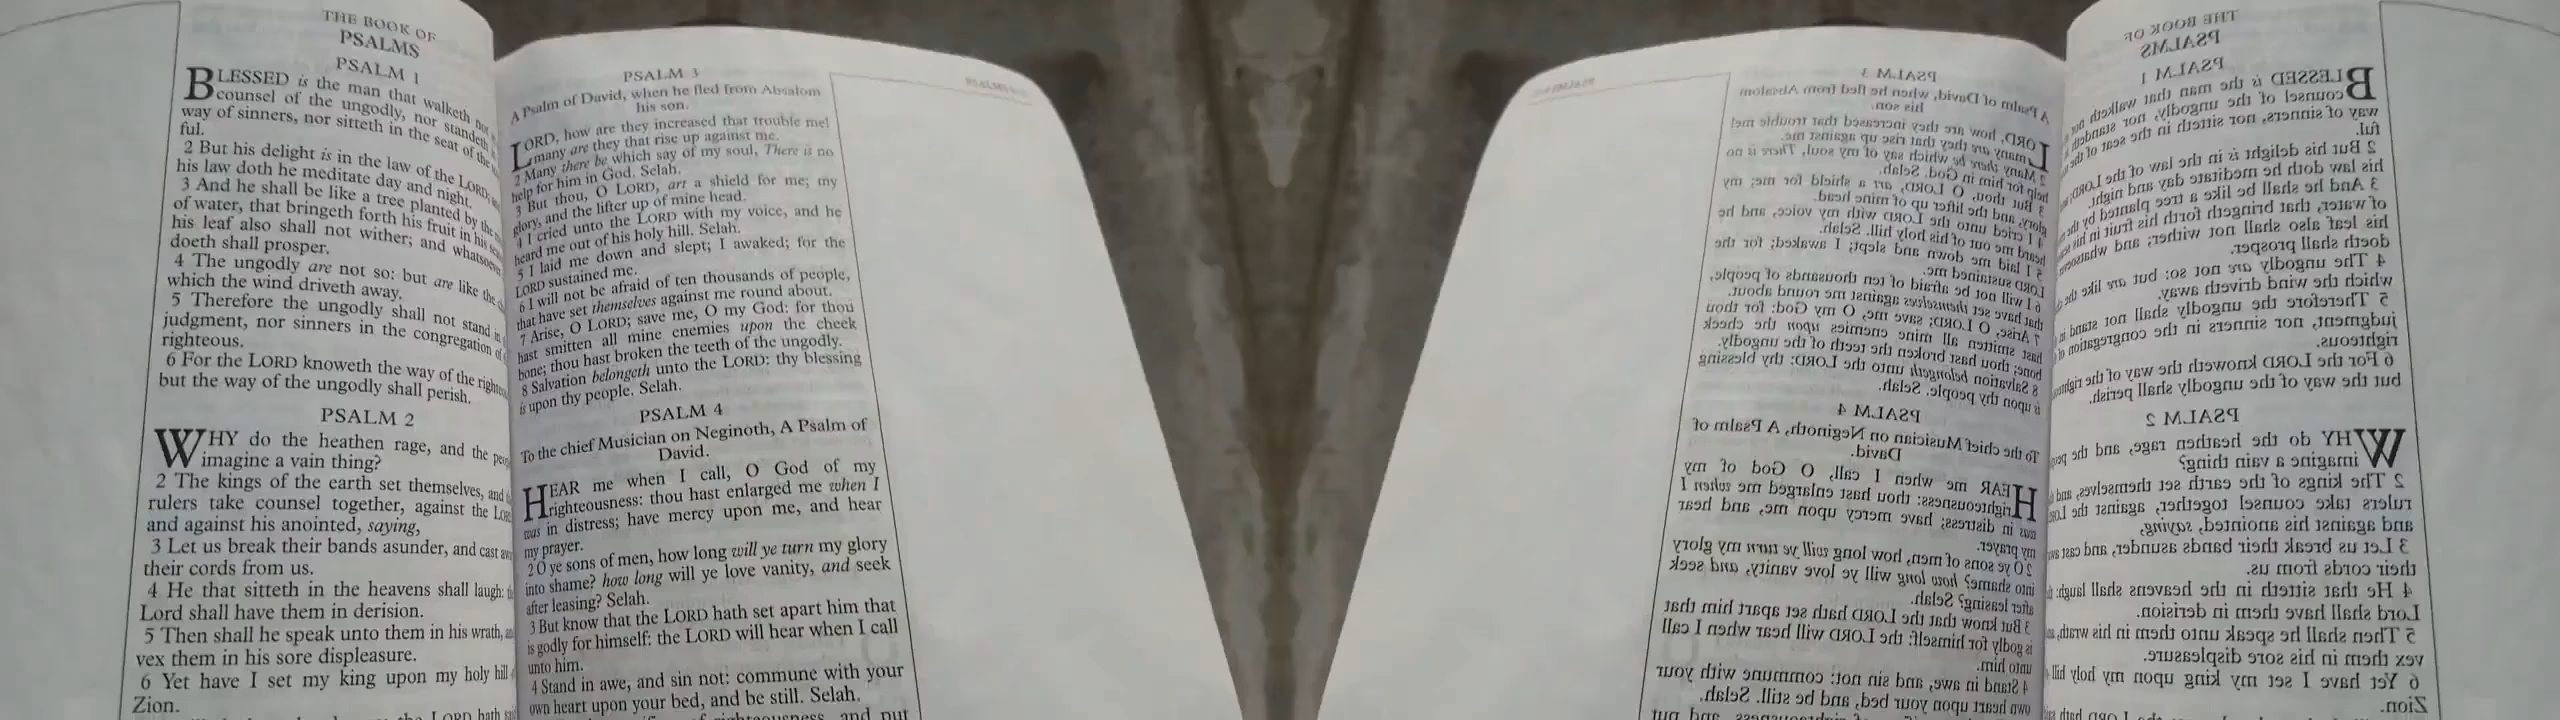 THE BOOK OF
PSALMS
PSALM 1
BLESSED is the man that walketh not
counsel of the ungodly, nor standeth
way of sinners, nor sitteth in the seat of the
ful.
2 But his delight is in the law of the LORD;
his law doth he meditate day and night.
3 And he shall be like a tree planted by the
of water, that bringeth forth his fruit in his
his leaf also shall not wither; and whatsoever
doeth shall prosper.
4 The ungodly are not so: but are like the
which the wind driveth away.
5 Therefore the ungodly shall not stand in
judgment, nor sinners in the congregation of
righteous.
6 For the LORD knoweth the way of the
but the way of the ungodly shall perish.
PSALM 2
WHY do the heathen rage, and the
imagine a vain thing?
2 The kings of the earth set themselves, and
rulers take counsel together, against the
and against his anointed, saying,
3 Let us break their bands asunder, and cast
their cords from us.
4 He that sitteth in the heavens shall laugh:
Lord shall have them in derision.
5 Then shall he speak unto them in his wrath,
vex them in his sore displeasure.
6 Yet have I set my king upon my holy hill
Zion.
PSALM 3
A Psalm of David, when he fled from Absalom
his son.
LORD, how are they increased that trouble me!
many are they that rise up against me.
2 Many there be which say of my soul, There is no
help for him in God. Selah.
3 But thou, O LORD, art a shield for me; my
glory, and the lifter up of mine head.
4 I cried unto the LORD with my voice, and he
heard me out of his holy hill. Selah.
5 I laid me down and slept; I awaked; for the
LORD sustained me.
6 I will not be afraid of ten thousands of people,
that have set themselves against me round about.
7 Arise, O LORD; save me, O my God: for thou
hast smitten all mine enemies upon the cheek
bone; thou hast broken the teeth of the ungodly.
8 Salvation belongeth unto the LORD: thy blessing
is upon thy people. Selah.
PSALM 4
To the chief Musician on Neginoth, A Psalm of
David.
HEAR me when I call, O God of my
righteousness: thou hast enlarged me when I
was in distress; have mercy upon me, and hear
my prayer.
2 O ye sons of men, how long will ye turn my glory
into shame? how long will ye love vanity, and seek
after leasing? Selah.
3 But know that the LORD hath set apart him that
is godly for himself: the LORD will hear when I call
unto him.
4 Stand in awe, and sin not: commune with your
own heart upon your bed, and be still. Selah.